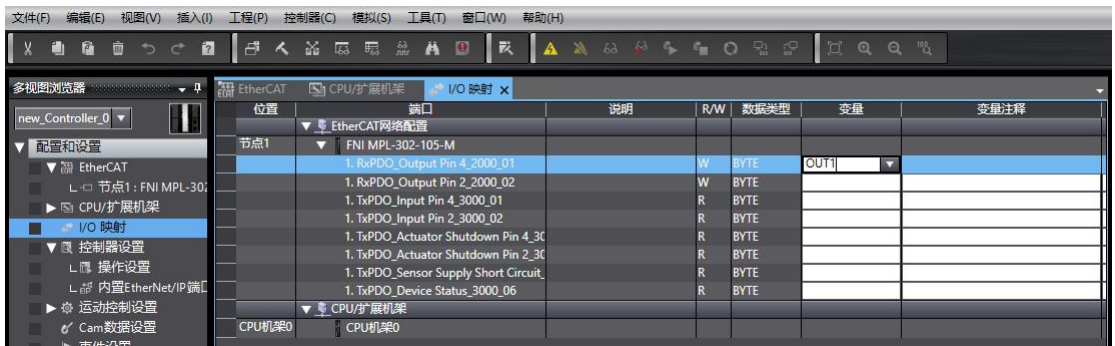 文件(F) 编辑(E) 视图(V) 插入(I) 工程(P) 控制器(C) 模拟(S) 工具(T) 窗口(W) 帮助(H)
多视图浏览器
new_Controller_0
配置和设置
EtherCAT
节点1 : FNI MPL-302
CPU/扩展机架
I/O 映射
控制器设置
操作设置
内置EtherNet/IP端口
运动控制设置
Cam数据设置
事件设置
EtherCAT CPU/扩展机架 I/O 映射
位置 端口 说明 R/W 数据类型 变量 变量注释
EtherCAT网络配置
节点1 FNI MPL-302-105-M
1. RxPDO_Output Pin 4_2000_01 W BYTE OUT1
1. RxPDO_Output Pin 2_2000_02 W BYTE
1. TxPDO_Input Pin 4_3000_01 R BYTE
1. TxPDO_Input Pin 2_3000_02 R BYTE
1. TxPDO_Actuator Shutdown Pin 4_30 R BYTE
1. TxPDO_Actuator Shutdown Pin 2_30 R BYTE
1. TxPDO_Sensor Supply Short Circuit_ R BYTE
1. TxPDO_Device Status_3000_06 R BYTE
CPU/扩展机架
CPU机架0 CPU机架0